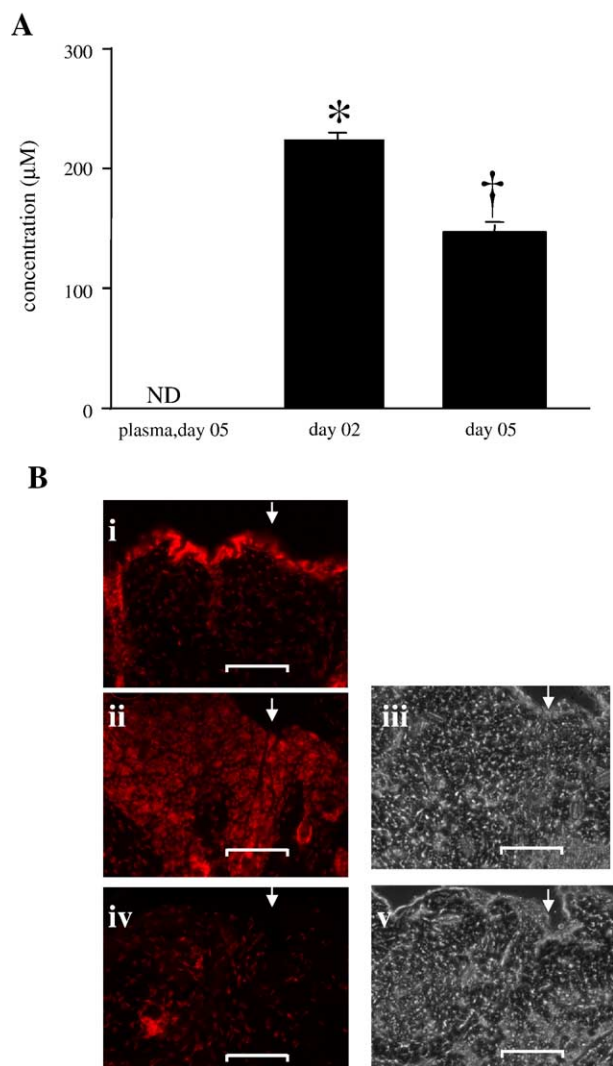 A
300
200
100
0
concentration (µM)
ND
*
†
plasma,day 05
day 02
day 05
B
i
ii
iii
iv
v